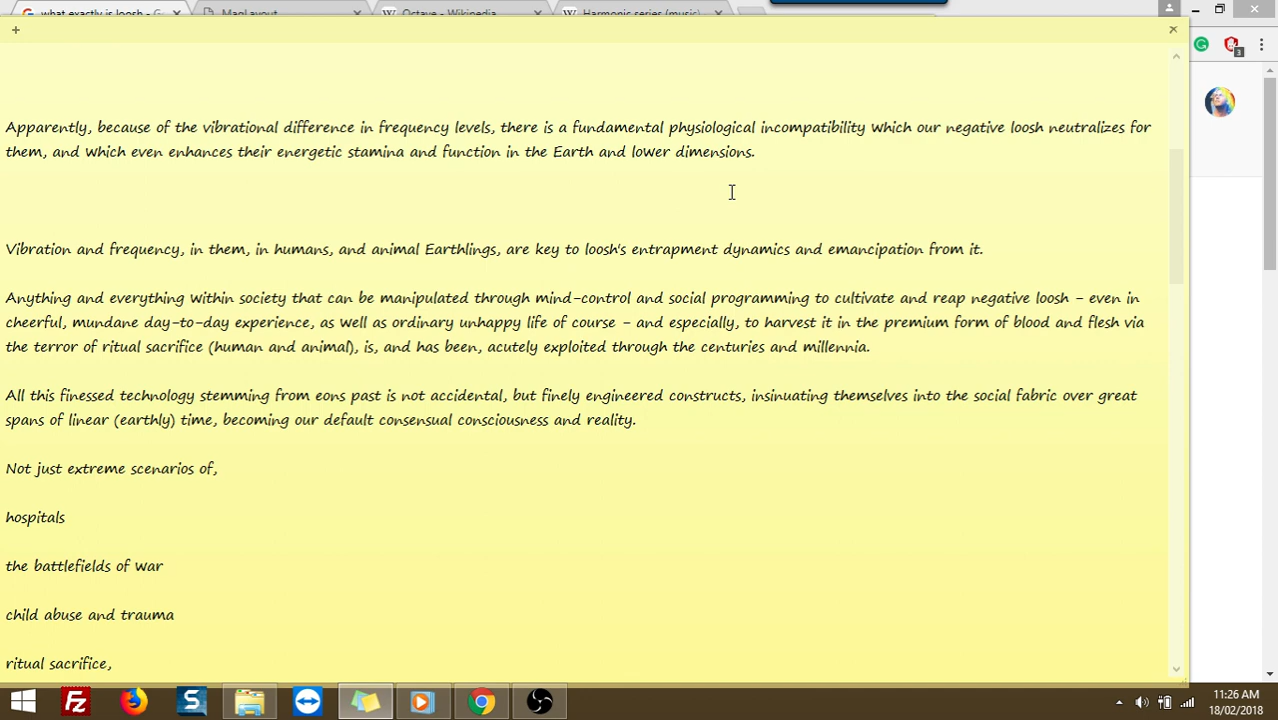 what exactly is loosh - G
MagLayout
Octave - Wikipedia
Harmonic series (music)
3
Apparently, because of the vibrational difference in frequency levels, there is a fundamental physiological incompatibility which our negative loosh neutralizes for
them, and which even enhances their energetic stamina and function in the Earth and lower dimensions.
Vibration and frequency, in them, in humans, and animal Earthlings, are key to loosh's entrapment dynamics and emancipation from it.
Anything and everything within society that can be manipulated through mind-control and social programming to cultivate and reap negative loosh - even in
cheerful, mundane day-to-day experience, as well as ordinary unhappy life of course - and especially, to harvest it in the premium form of blood and flesh via
the terror of ritual sacrifice (human and animal), is, and has been, acutely exploited through the centuries and millennia.
All this finessed technology stemming from eons past is not accidental, but finely engineered constructs, insinuating themselves into the social fabric over great
spans of linear (earthly) time, becoming our default consensual consciousness and reality.
Not just extreme scenarios of,
hospitals
the battlefields of war
child abuse and trauma
ritual sacrifice,
11:26 AM
18/02/2018